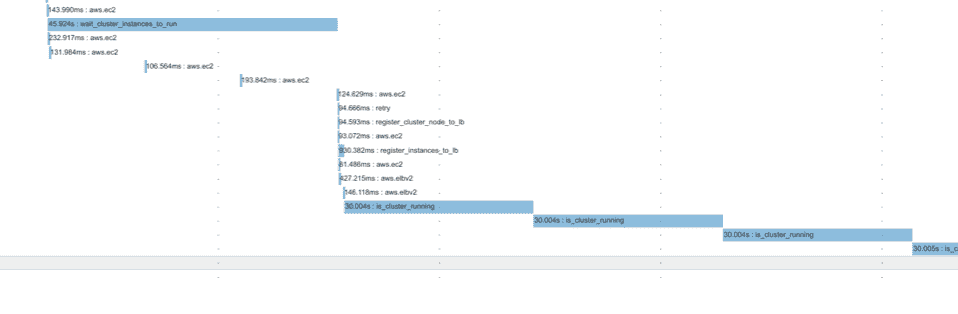 143.990ms : aws.ec2
45.924s : wait_cluster_instances_to_run
232.917ms : aws.ec2
131.984ms : aws.ec2
106.564ms : aws.ec2
193.842ms : aws.ec2
124.629ms : aws.ec2
94.666ms : retry
94.593ms : register_cluster_node_to_lb
93.072ms : aws.ec2
930.382ms : register_instances_to_lb
81.486ms : aws.ec2
427.215ms : aws.elbv2
146.118ms : aws.elbv2
30.004s : is_cluster_running
30.004s : is_cluster_running
30.004s : is_cluster_running
30.005s : is_c